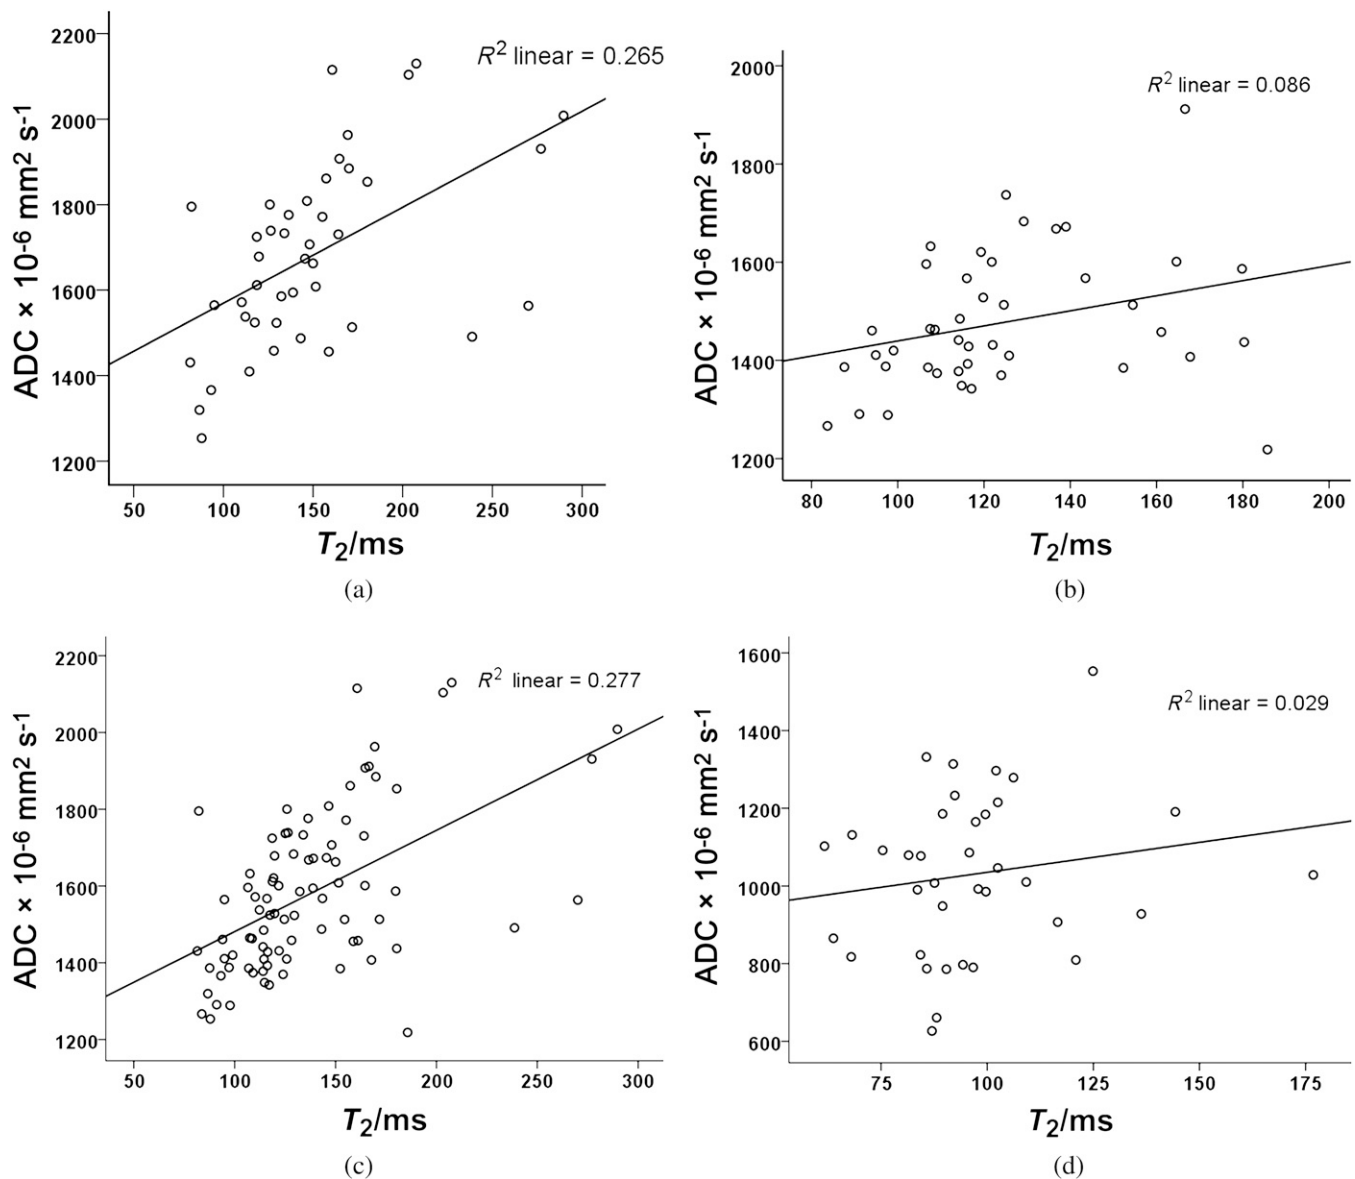 2200
2000
1800
1600
1400
1200
ADC × 10-6 mm2 s-1
R2 linear = 0.265
50 100 150 200 250 300
T2/ms
(a)
2000
1800
1600
1400
1200
ADC × 10-6 mm2 s-1
R2 linear = 0.086
80 100 120 140 160 180 200
T2/ms
(b)
2200
2000
1800
1600
1400
1200
ADC × 10-6 mm2 s-1
R2 linear = 0.277
50 100 150 200 250 300
T2/ms
(c)
1600
1400
1200
1000
800
600
ADC × 10-6 mm2 s-1
R2 linear = 0.029
75 100 125 150 175
T2/ms
(d)